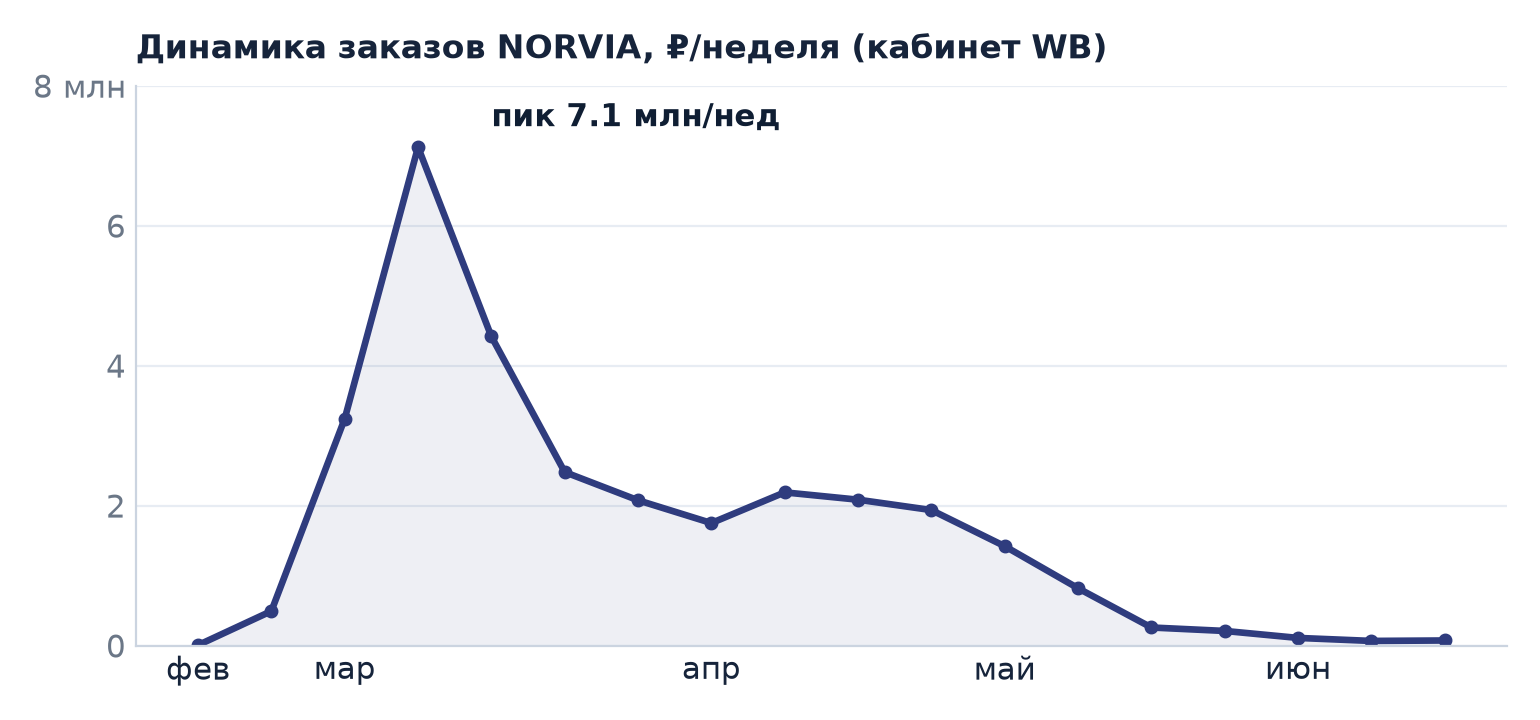 Динамика заказов NORVIA, ₽/неделя (кабинет WB)
8 млн
пик 7.1 млн/нед
6
4
2
0
фев мар апр май июн